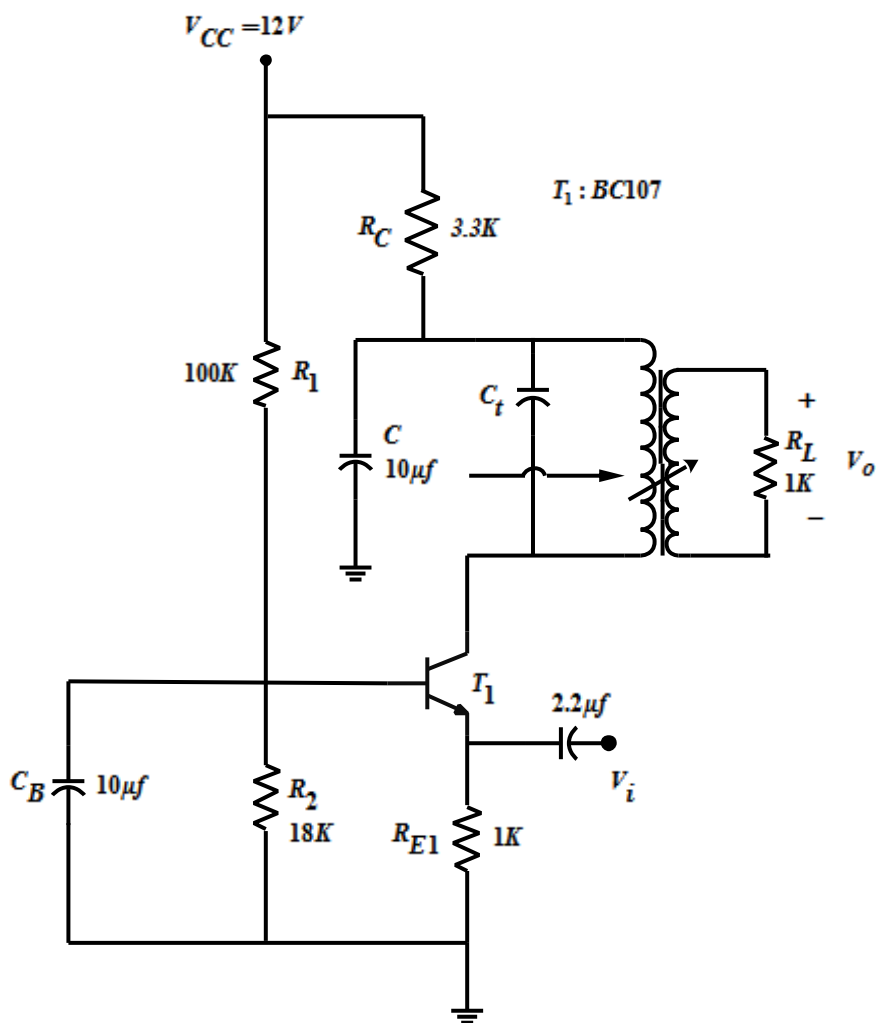 V_CC =12V
T_1 : BC107
R_C 3.3K
100K R_1
C_t
C
10μf
+
R_L
1K
V_o
–
T_1
2.2μf
V_i
C_B 10μf
R_2
18K
R_E1 1K